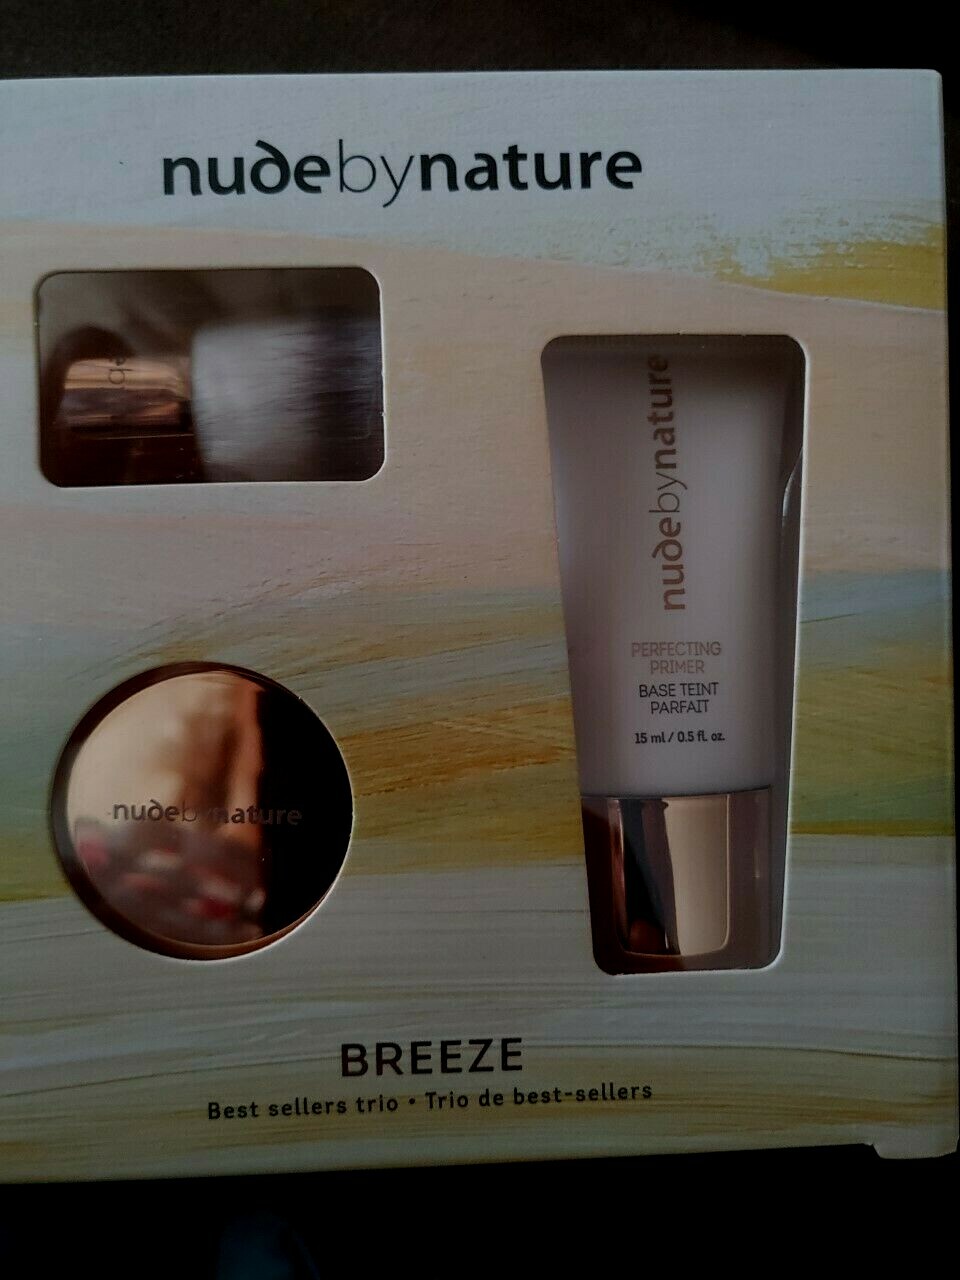 nudebynature
nudebynature
PERFECTING
PRIMER
BASE TEINT
PARFAIT
15 ml / 0.5 fl. oz.
nudebynature
BREEZE
Best sellers trio • Trio de best-sellers